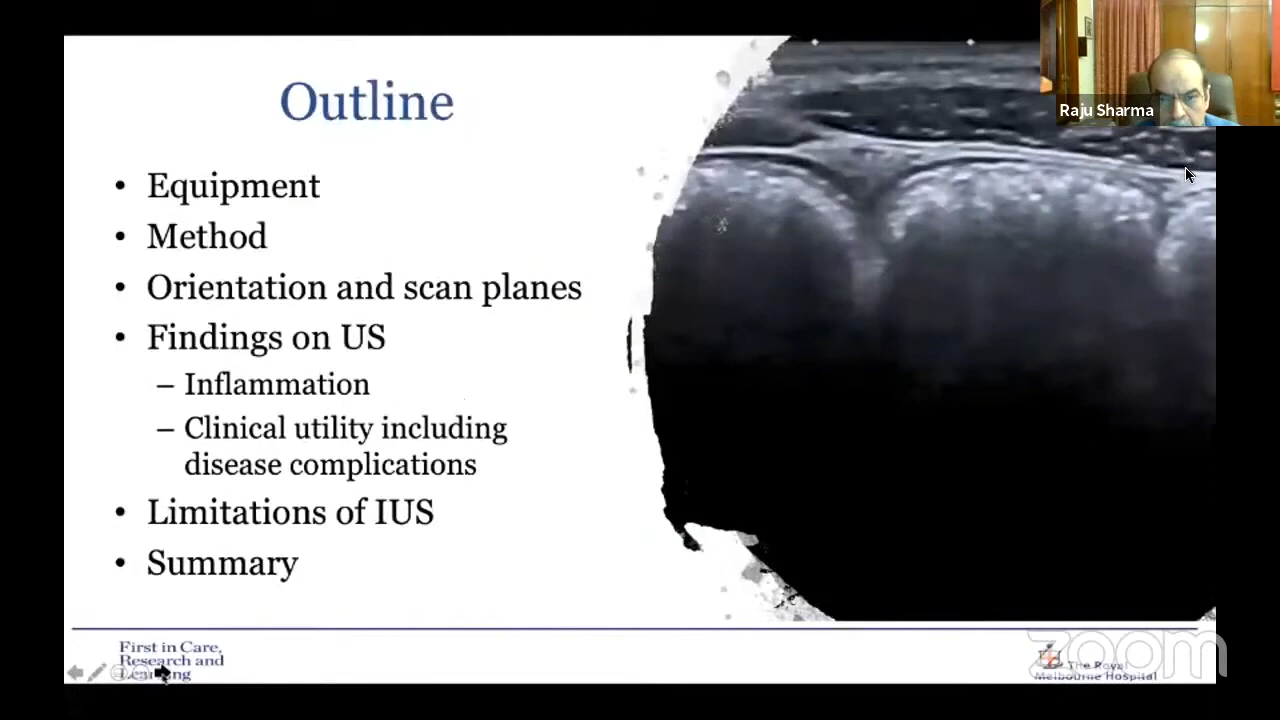 Raju Sharma
Outline
• Equipment
• Method
• Orientation and scan planes
• Findings on US
– Inflammation
– Clinical utility including
disease complications
• Limitations of IUS
• Summary
First in Care,
Research and
Learning
The Royal
Melbourne Hospital
zoom